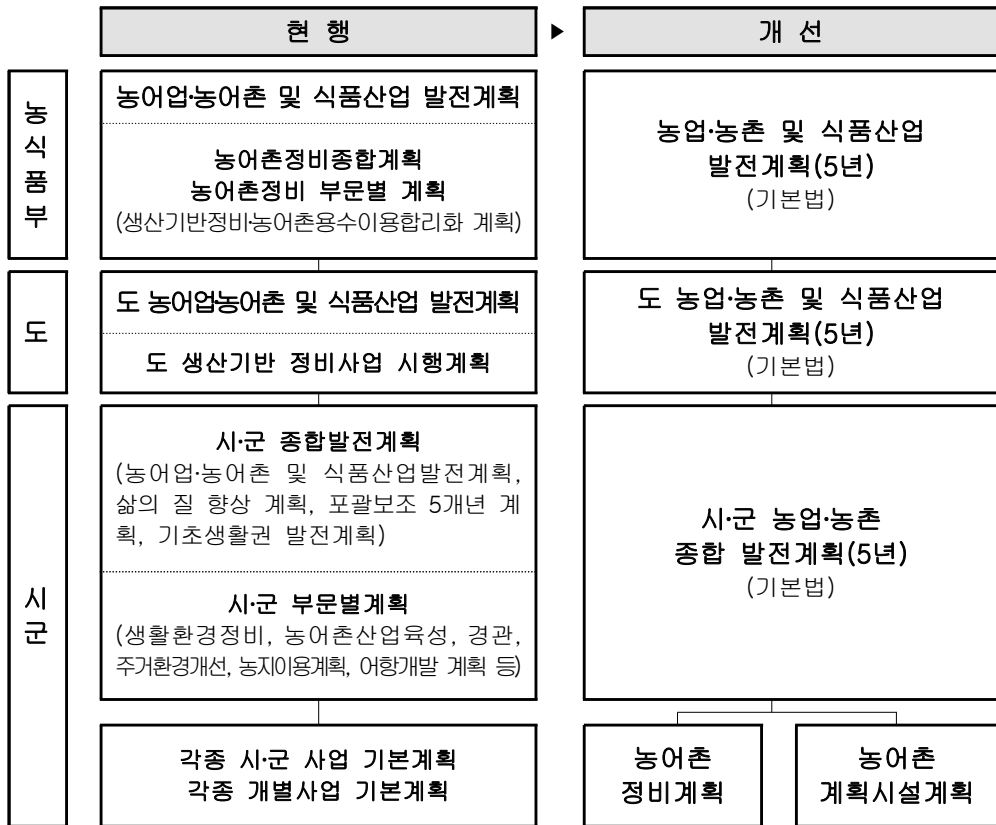 현 행
▶
개 선
농
식
품
부
농어업·농어촌 및 식품산업 발전계획
농어촌정비종합계획
농어촌정비 부문별 계획
(생산기반정비·농어촌용수이용합리화 계획)
농업·농촌 및 식품산업
발전계획(5년)
(기본법)
도
도 농어업농어촌 및 식품산업 발전계획
도 생산기반 정비사업 시행계획
도 농업·농촌 및 식품산업
발전계획(5년)
(기본법)
시
군
시·군 종합발전계획
(농어업·농어촌 및 식품산업발전계획,
삶의 질 향상 계획, 포괄보조 5개년 계
획, 기초생활권 발전계획)
시·군 부문별계획
(생활환경정비, 농어촌산업육성, 경관,
주거환경개선, 농지이용계획, 어항개발 계획 등)
시·군 농업·농촌
종합 발전계획(5년)
(기본법)
각종 시·군 사업 기본계획
각종 개별사업 기본계획
농어촌
정비계획
농어촌
계획시설계획